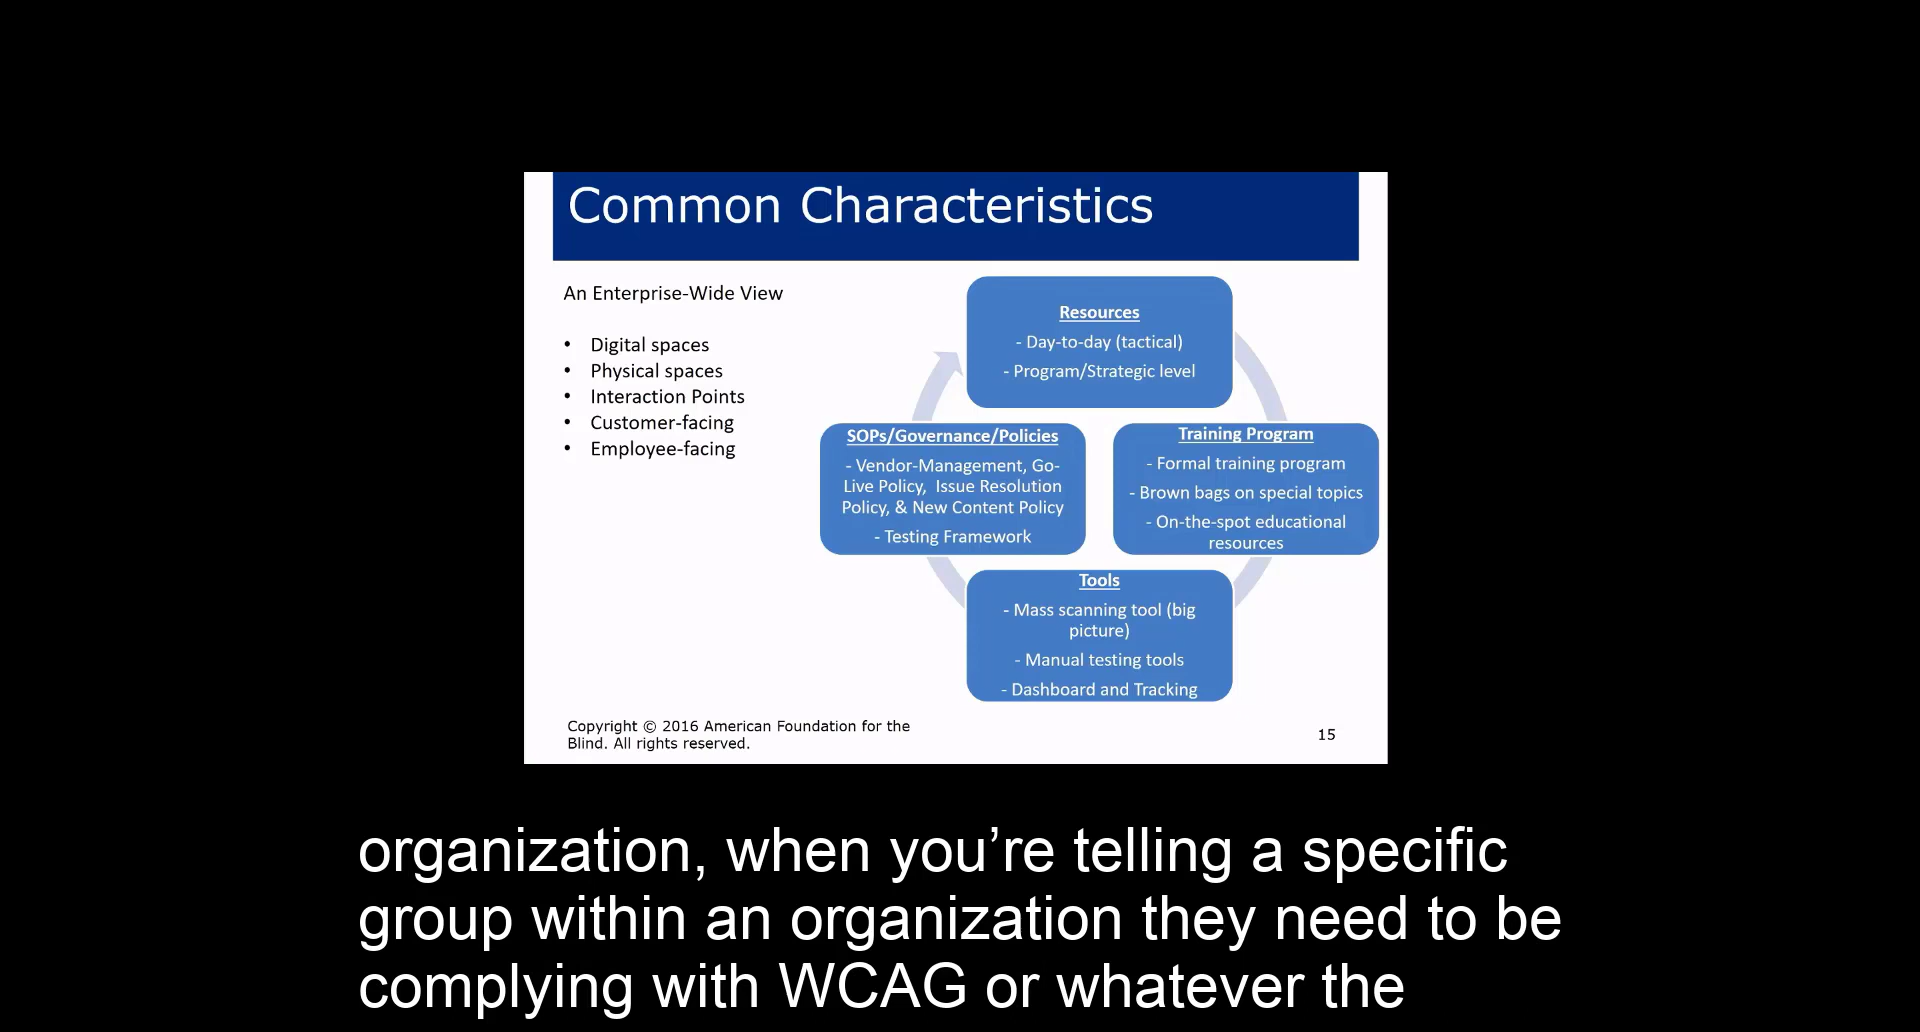 Common Characteristics
An Enterprise-Wide View
• Digital spaces
• Physical spaces
• Interaction Points
• Customer-facing
• Employee-facing
Resources
- Day-to-day (tactical)
- Program/Strategic level
SOPs/Governance/Policies
- Vendor-Management, Go-
Live Policy, Issue Resolution
Policy, & New Content Policy
- Testing Framework
Training Program
- Formal training program
- Brown bags on special topics
- On-the-spot educational
resources
Tools
- Mass scanning tool (big
picture)
- Manual testing tools
- Dashboard and Tracking
Copyright © 2016 American Foundation for the
Blind. All rights reserved.
15
organization, when you’re telling a specific
group within an organization they need to be
complying with WCAG or whatever the